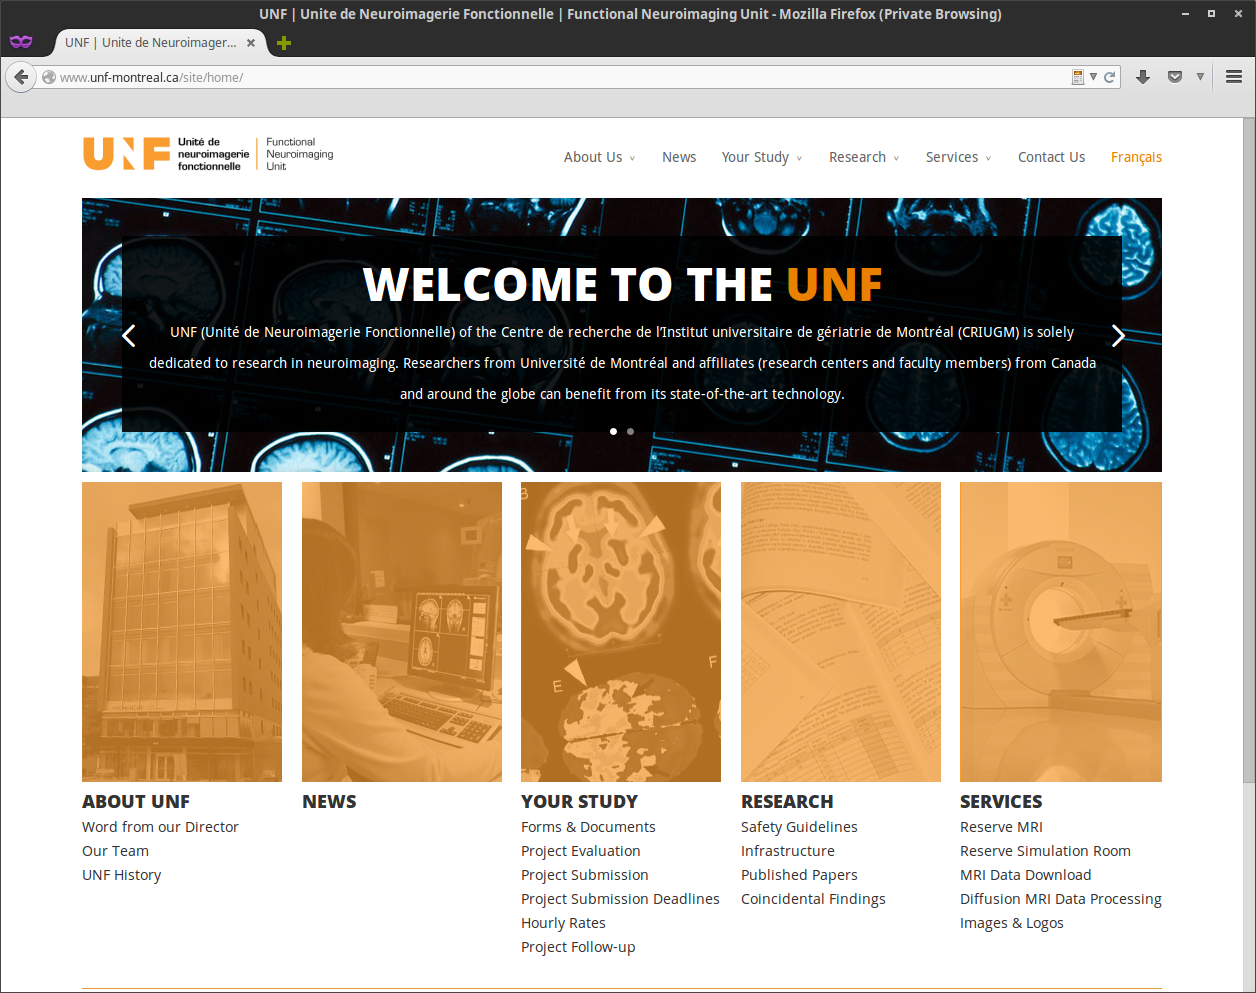 UNF | Unite de Neuroimagerie Fonctionnelle | Functional Neuroimaging Unit - Mozilla Firefox (Private Browsing)
UNF | Unite de Neuroimager...
www.unf-montreal.ca/site/home/
UNF
Unité de
neuroimagerie
fonctionnelle
Functional
Neuroimaging
Unit
About Us
News
Your Study
Research
Services
Contact Us
Français
WELCOME TO THE UNF
UNF (Unité de Neuroimagerie Fonctionnelle) of the Centre de recherche de l'Institut universitaire de gériatrie de Montréal (CRIUGM) is solely
dedicated to research in neuroimaging. Researchers from Université de Montréal and affiliates (research centers and faculty members) from Canada
and around the globe can benefit from its state-of-the-art technology.
B
E
F
ABOUT UNF
Word from our Director
Our Team
UNF History
NEWS
YOUR STUDY
Forms & Documents
Project Evaluation
Project Submission
Project Submission Deadlines
Hourly Rates
Project Follow-up
RESEARCH
Safety Guidelines
Infrastructure
Published Papers
Coincidental Findings
SERVICES
Reserve MRI
Reserve Simulation Room
MRI Data Download
Diffusion MRI Data Processing
Images & Logos